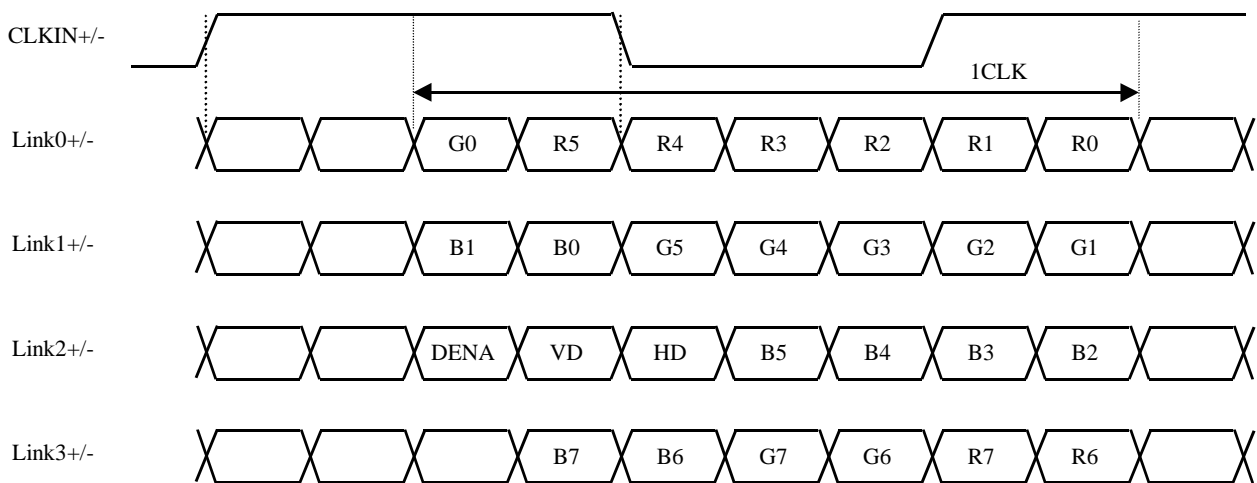 CLKIN+/-
1CLK
Link0+/- G0 R5 R4 R3 R2 R1 R0
Link1+/- B1 B0 G5 G4 G3 G2 G1
Link2+/- DENA VD HD B5 B4 B3 B2
Link3+/- B7 B6 G7 G6 R7 R6